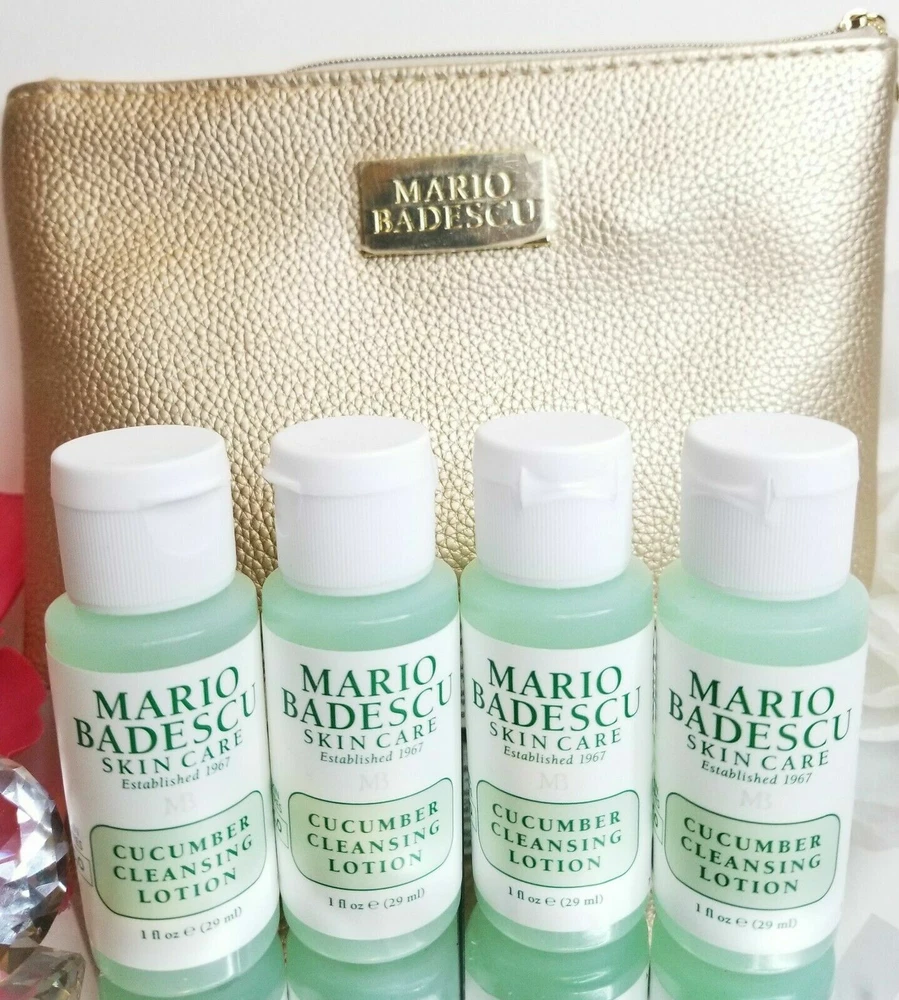 MARIO
BADESCU
MARIO
BADESCU
SKIN CARE
Established 1967
MB
CUCUMBER
CLEANSING
LOTION
1 fl oz e (29 ml)
MARIO
BADESCU
SKIN CARE
Established 1967
MB
CUCUMBER
CLEANSING
LOTION
1 fl oz e (29 ml)
MARIO
BADESCU
SKIN CARE
Established 1967
MB
CUCUMBER
CLEANSING
LOTION
1 fl oz e (29 ml)
MARIO
BADESCU
SKIN CARE
Established 1967
MB
CUCUMBER
CLEANSING
LOTION
1 fl oz e (29 ml)